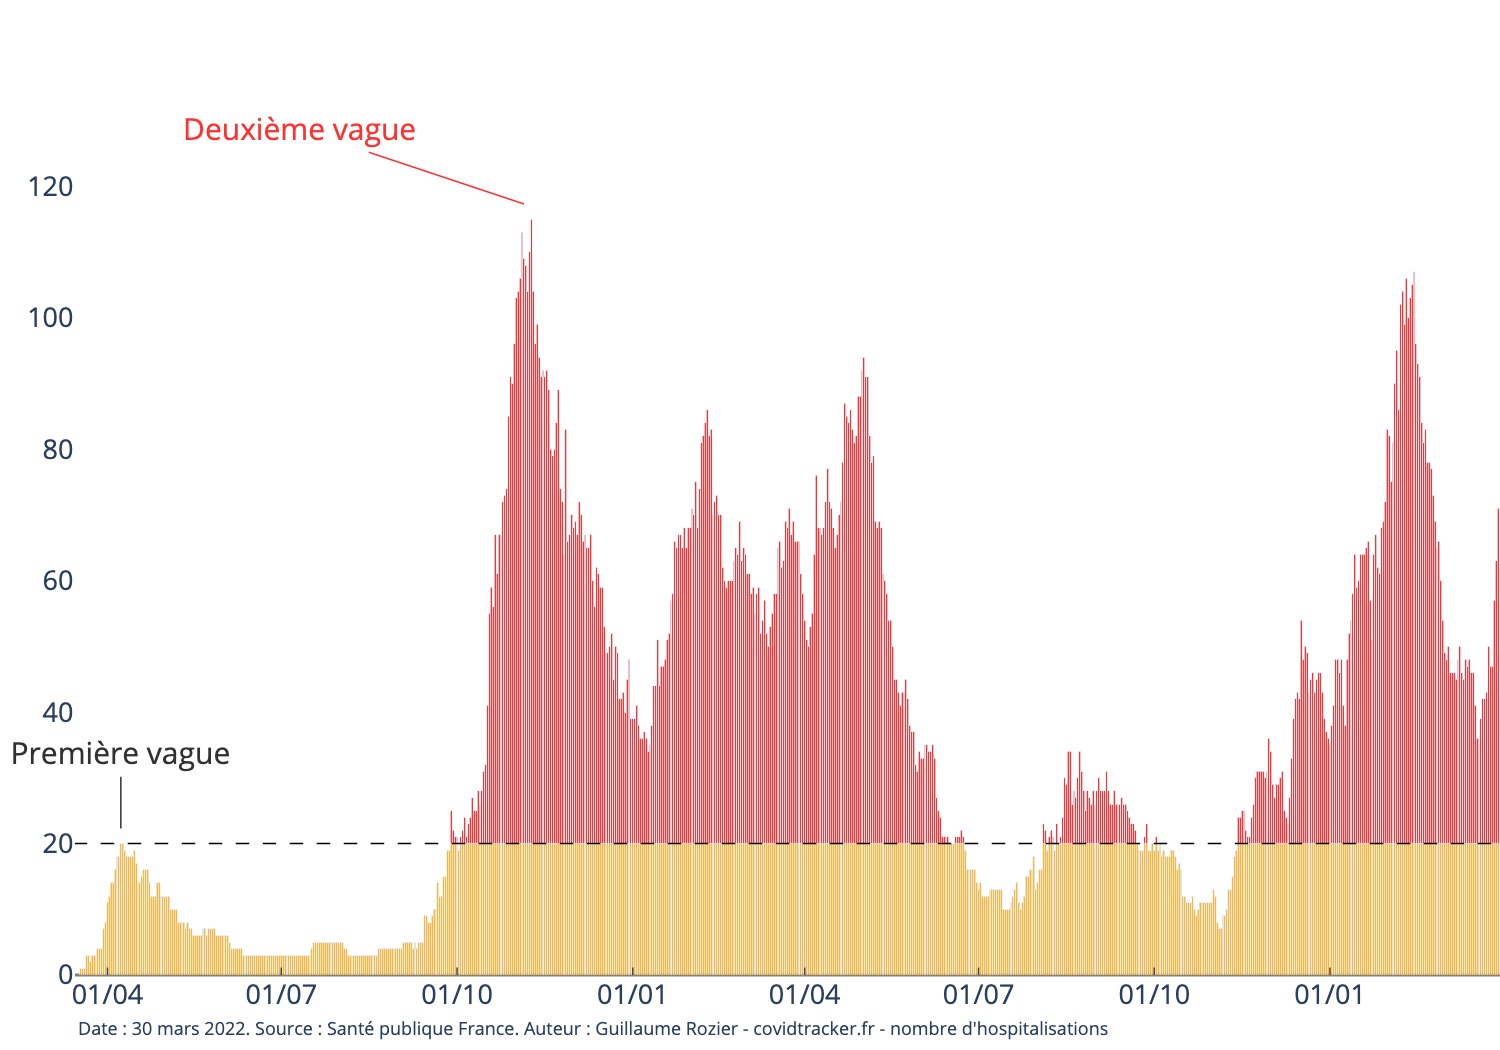 Deuxième vague
120
100
80
60
40
Première vague
20
0
01/04 01/07 01/10 01/01 01/04 01/07 01/10 01/01
Date : 30 mars 2022. Source : Santé publique France. Auteur : Guillaume Rozier - covidtracker.fr - nombre d'hospitalisations